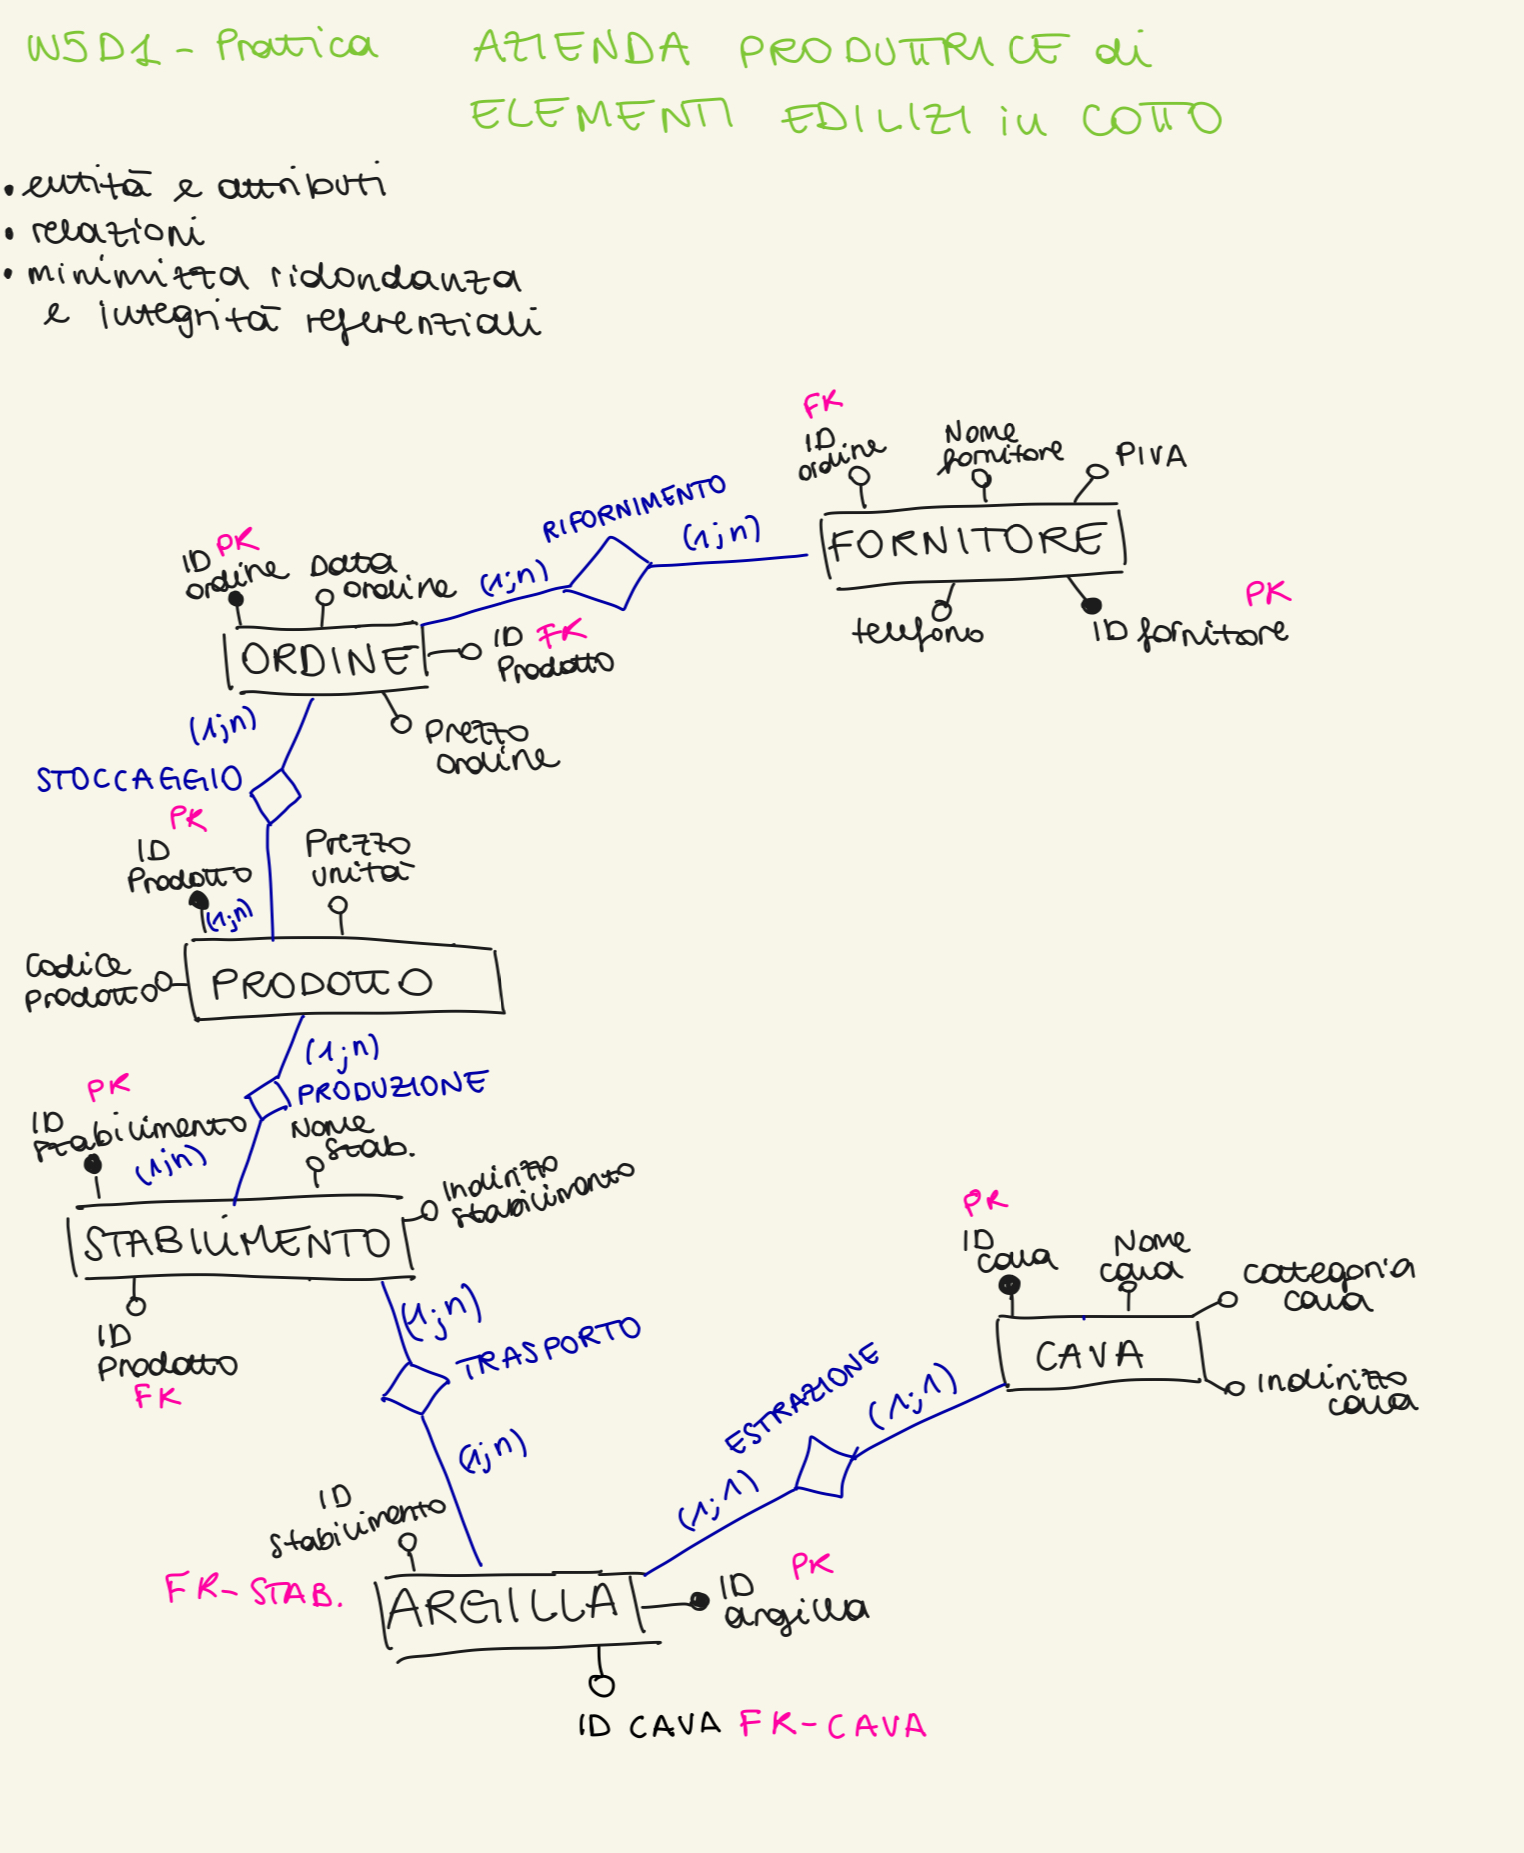 W5D1 - Pratica
AZIENDA PRODUTTRICE di
ELEMENTI EDILIZI in COTTO
• entità e attributi
• relazioni
• minimizza ridondanza
e integrità referenziali
FK
ID
ordine
Nome
fornitore
PIVA
FORNITORE
telefono
PK
ID fornitore
RIFORNIMENTO
(1;n)
(1;n)
PK
ID
ordine
Data
ordine
ORDINE
ID FK
Prodotto
Prezzo
ordine
(1;n)
STOCCAGGIO
PK
ID
Prodotto
(1;n)
Prezzo
unità
Codice
prodotto
PRODOTTO
(1;n)
PRODUZIONE
PK
ID
stabilimento
(1;n)
Nome
stab.
Indirizzo
stabilimento
STABILIMENTO
ID
Prodotto
FK
(1;n)
TRASPORTO
(1;n)
PK
ID
cava
Nome
cava
categoria
cava
CAVA
Indirizzo
cava
ESTRAZIONE
(1;1)
(1;1)
ID
stabilimento
FK - STAB.
ARGILLA
PK
ID
argilla
ID CAVA FK - CAVA